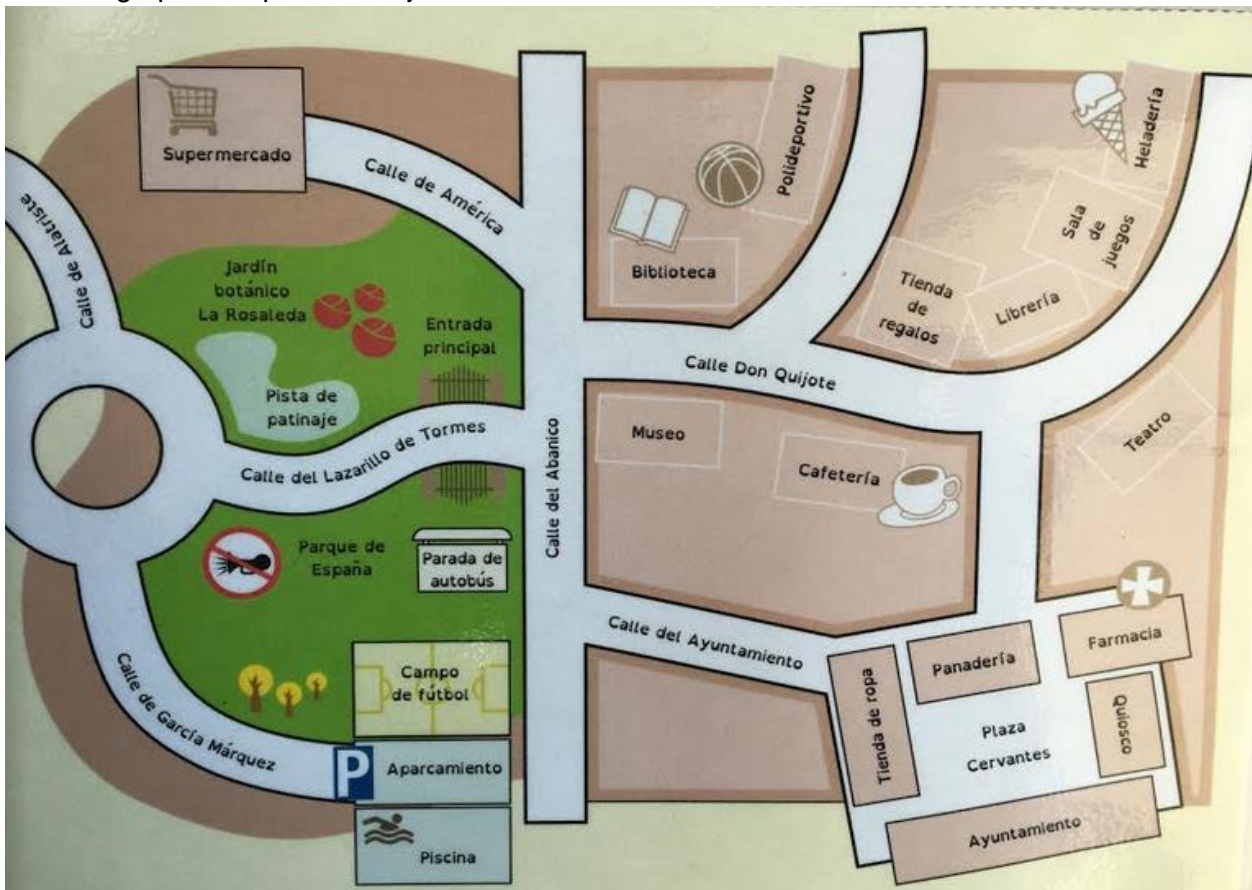 Supermercado
Calle de América
Calle de Alatriste
Jardín
botánico
La Rosaleda
Entrada
principal
Pista de
patinaje
Calle del Lazarillo de Tormes
Parque de
España
Parada de
autobús
Campo
de fútbol
Calle de García Márquez
P
Aparcamiento
Piscina
Calle del Abanico
Polideportivo
Biblioteca
Heladería
Sala
de
juegos
Tienda
de
regalos
Librería
Calle Don Quijote
Museo
Cafetería
Teatro
Calle del Ayuntamiento
Farmacia
Panadería
Tienda de ropa
Quiosco
Plaza
Cervantes
Ayuntamiento